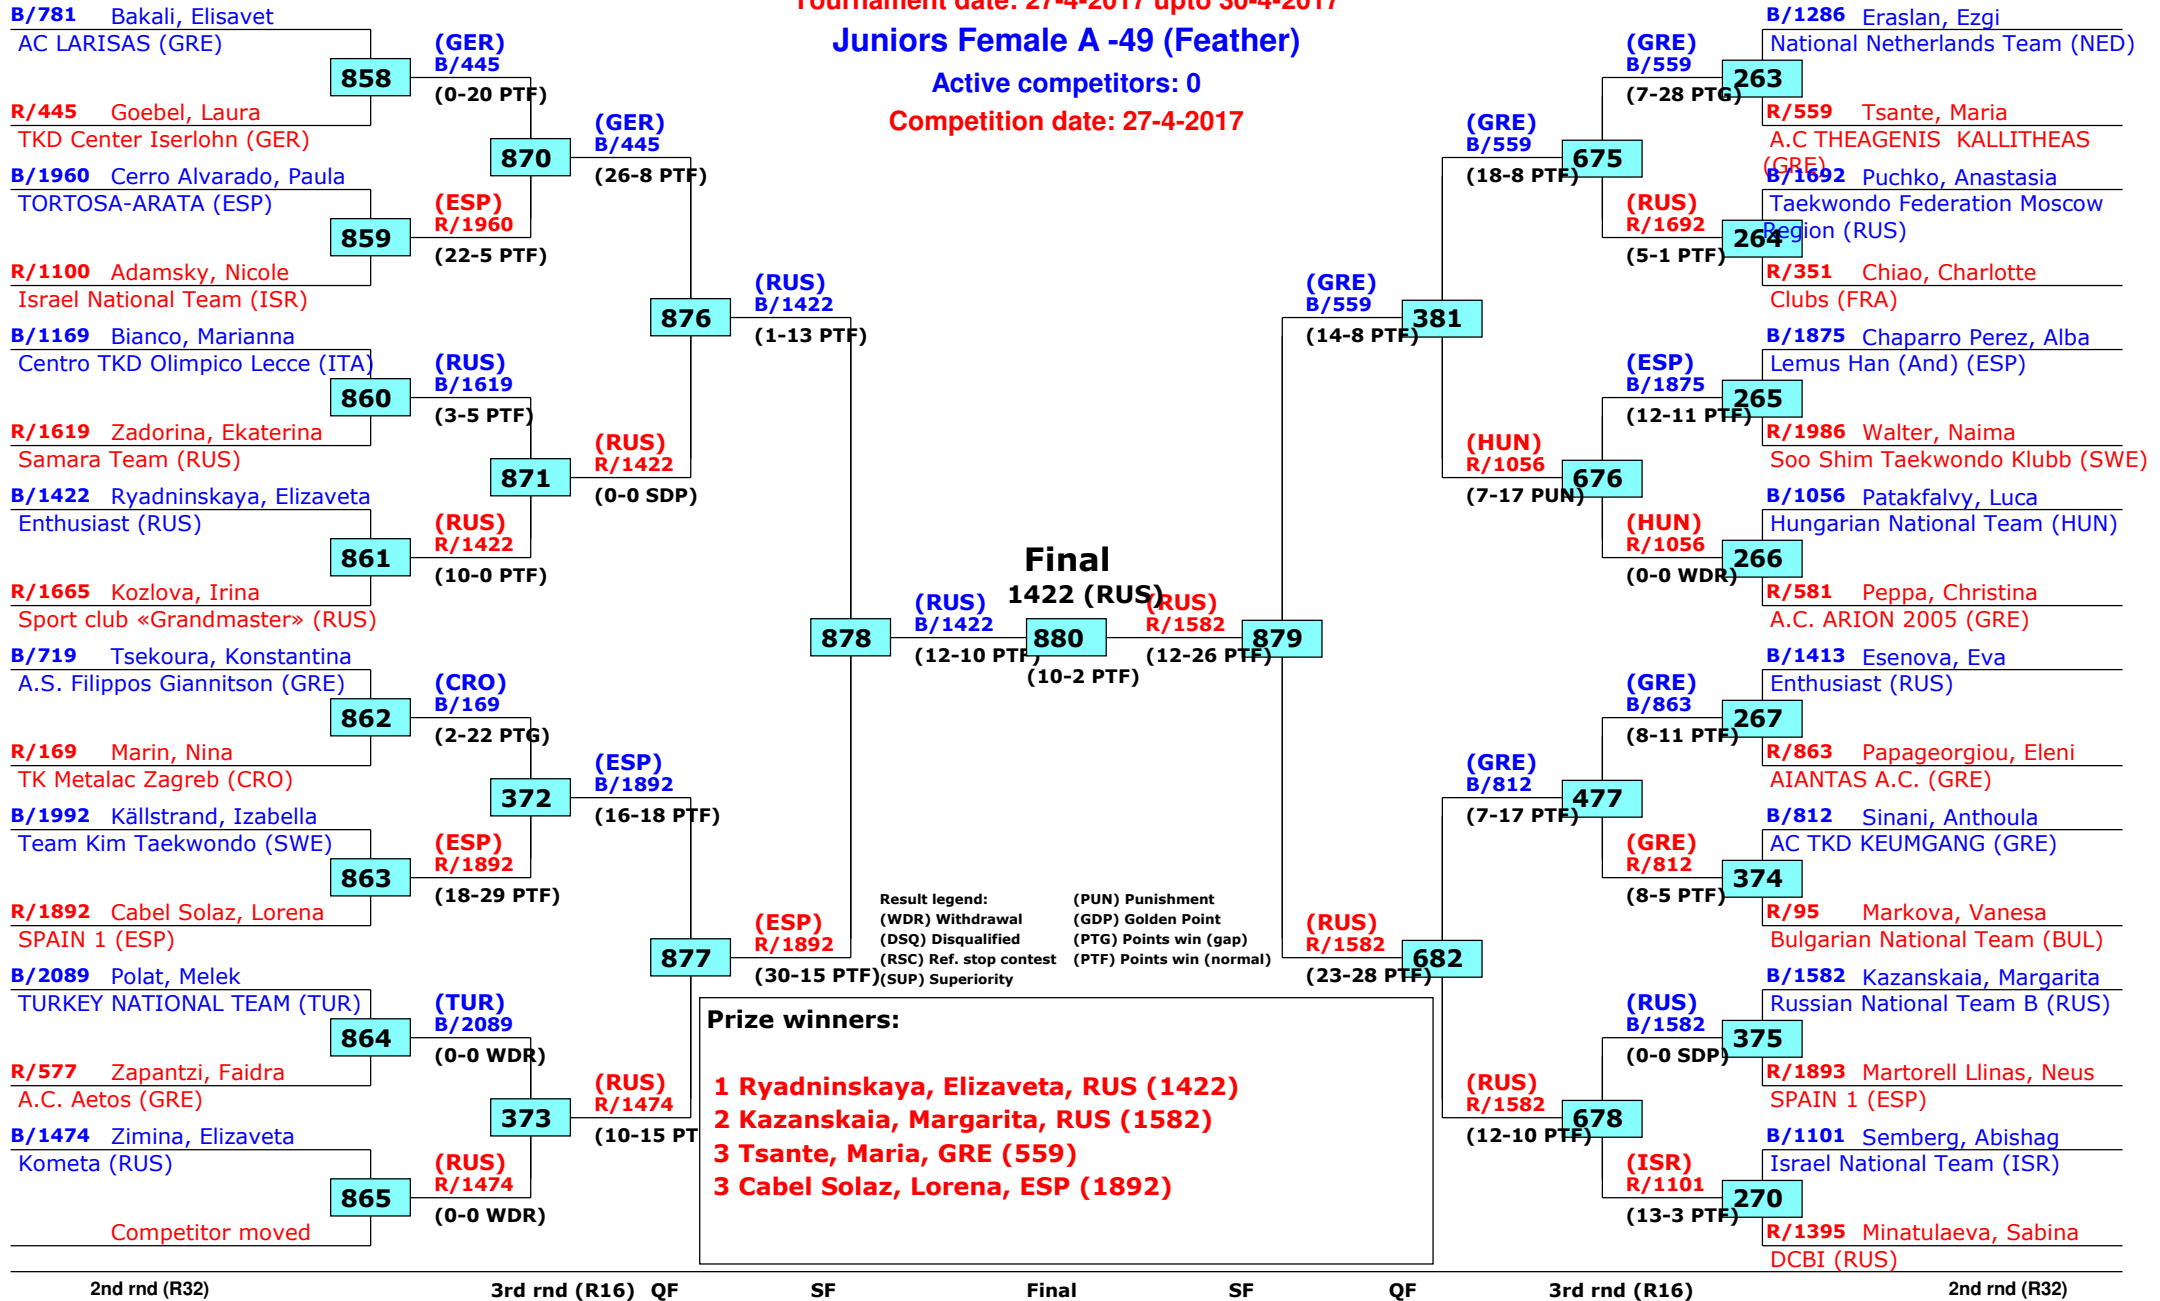 Tournament date: 27-4-2017 upto 30-4-2017
Juniors Female A -49 (Feather)
Active competitors: 0
Competition date: 27-4-2017
B/781 Bakali, Elisavet
AC LARISAS (GRE)
858
R/445 Goebel, Laura
TKD Center Iserlohn (GER)
B/1960 Cerro Alvarado, Paula
TORTOSA-ARATA (ESP)
859
R/1100 Adamsky, Nicole
Israel National Team (ISR)
B/1169 Bianco, Marianna
Centro TKD Olimpico Lecce (ITA)
860
R/1619 Zadorina, Ekaterina
Samara Team (RUS)
B/1422 Ryadninskaya, Elizaveta
Enthusiast (RUS)
861
R/1665 Kozlova, Irina
Sport club «Grandmaster» (RUS)
B/719 Tsekoura, Konstantina
A.S. Filippos Giannitson (GRE)
862
R/169 Marin, Nina
TK Metalac Zagreb (CRO)
B/1992 Källstrand, Izabella
Team Kim Taekwondo (SWE)
863
R/1892 Cabel Solaz, Lorena
SPAIN 1 (ESP)
B/2089 Polat, Melek
TURKEY NATIONAL TEAM (TUR)
864
R/577 Zapantzi, Faidra
A.C. Aetos (GRE)
B/1474 Zimina, Elizaveta
Kometa (RUS)
865
Competitor moved
(GER)
B/445
(0-20 PTF)
870
(ESP)
R/1960
(22-5 PTF)
(RUS)
B/1619
(3-5 PTF)
871
(RUS)
R/1422
(10-0 PTF)
(CRO)
B/169
(2-22 PTG)
372
(ESP)
R/1892
(18-29 PTF)
(TUR)
B/2089
(0-0 WDR)
373
(RUS)
R/1474
(0-0 WDR)
(GER)
B/445
(26-8 PTF)
876
(RUS)
R/1422
(0-0 SDP)
(ESP)
B/1892
(16-18 PTF)
877
(RUS)
R/1474
(10-15 PT
(RUS)
B/1422
(1-13 PTF)
878
(ESP)
R/1892
(30-15 PTF)
Final
1422 (RUS)
(RUS)
B/1422
(12-10 PTF)
880
(10-2 PTF)
(RUS)
R/1582
(12-26 PTF)
879
(GRE)
B/559
(14-8 PTF)
381
(RUS)
R/1582
(23-28 PTF)
682
(GRE)
B/559
(18-8 PTF)
675
(HUN)
R/1056
(7-17 PUN)
676
(GRE)
B/812
(7-17 PTF)
477
(RUS)
R/1582
(12-10 PTF)
678
(GRE)
B/559
(7-28 PTG)
(RUS)
R/1692
(5-1 PTF)
(ESP)
B/1875
(12-11 PTF)
(HUN)
R/1056
(0-0 WDR)
(GRE)
B/863
(8-11 PTF)
(GRE)
R/812
(8-5 PTF)
(RUS)
B/1582
(0-0 SDP)
(ISR)
R/1101
(13-3 PTF)
B/1286 Eraslan, Ezgi
National Netherlands Team (NED)
263
R/559 Tsante, Maria
A.C THEAGENIS KALLITHEAS
(GRE)
B/1692 Puchko, Anastasia
Taekwondo Federation Moscow
Region (RUS)
264
R/351 Chiao, Charlotte
Clubs (FRA)
B/1875 Chaparro Perez, Alba
Lemus Han (And) (ESP)
265
R/1986 Walter, Naima
Soo Shim Taekwondo Klubb (SWE)
B/1056 Patakfalvy, Luca
Hungarian National Team (HUN)
266
R/581 Peppa, Christina
A.C. ARION 2005 (GRE)
B/1413 Esenova, Eva
Enthusiast (RUS)
267
R/863 Papageorgiou, Eleni
AIANTAS A.C. (GRE)
B/812 Sinani, Anthoula
AC TKD KEUMGANG (GRE)
374
R/95 Markova, Vanesa
Bulgarian National Team (BUL)
B/1582 Kazanskaia, Margarita
Russian National Team B (RUS)
375
R/1893 Martorell Llinas, Neus
SPAIN 1 (ESP)
B/1101 Semberg, Abishag
Israel National Team (ISR)
270
R/1395 Minatulaeva, Sabina
DCBI (RUS)
Result legend: (PUN) Punishment
(WDR) Withdrawal (GDP) Golden Point
(DSQ) Disqualified (PTG) Points win (gap)
(RSC) Ref. stop contest (PTF) Points win (normal)
(SUP) Superiority
Prize winners:
1 Ryadninskaya, Elizaveta, RUS (1422)
2 Kazanskaia, Margarita, RUS (1582)
3 Tsante, Maria, GRE (559)
3 Cabel Solaz, Lorena, ESP (1892)
2nd rnd (R32) 3rd rnd (R16) QF SF Final SF QF 3rd rnd (R16) 2nd rnd (R32)